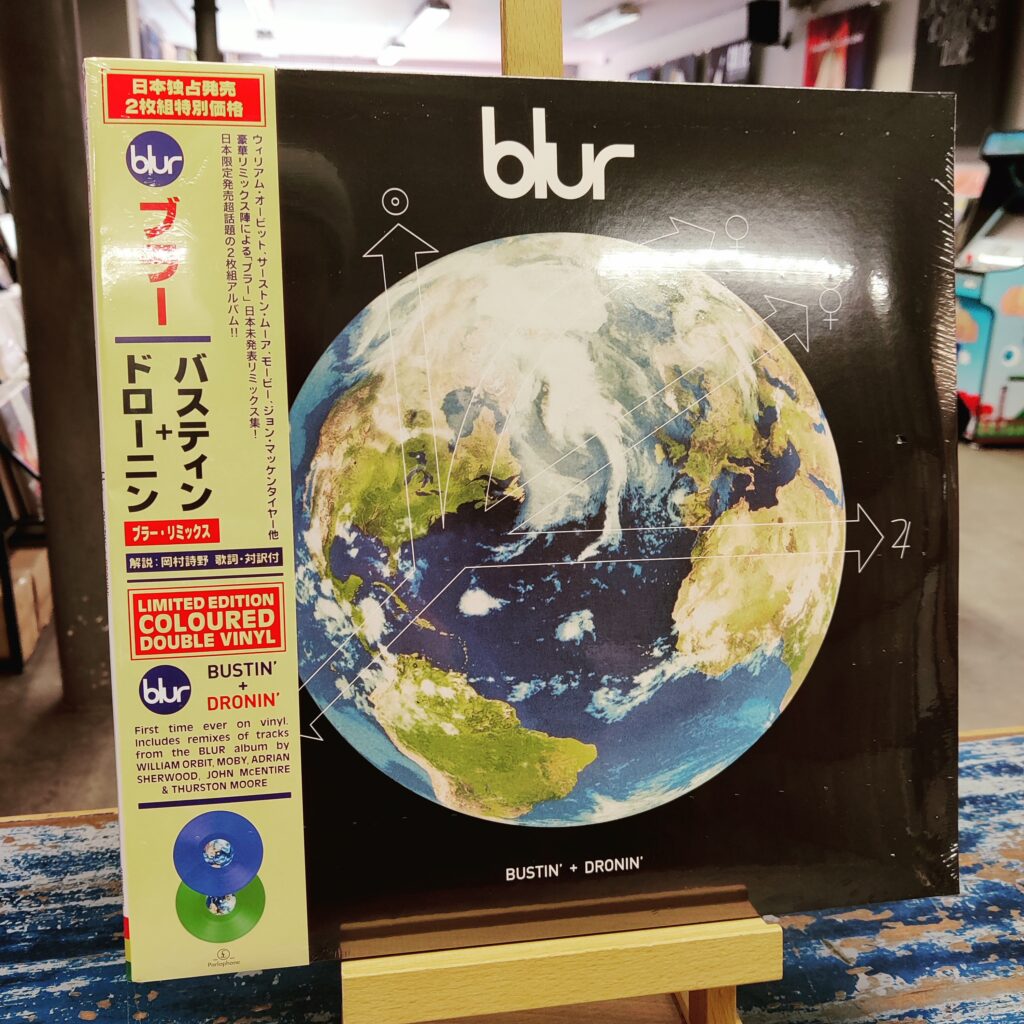 日本独占発売
2枚組特別価格
blur
ブラー
ウィリアム・オービット、サーストン・ムーア、モービー、ジョン・マッケンタイヤー他
豪華リミックス陣による「ブラー」日本未発表リミックス集！
日本限定発売超話題の2枚組アルバム!!
バスティン
+
ドローニン
ブラー・リミックス
解説：岡村詩野 歌詞・対訳付
LIMITED EDITION
COLOURED
DOUBLE VINYL
blur
BUSTIN'
+
DRONIN'
First time ever on vinyl.
Includes remixes of tracks
from the BLUR album by
WILLIAM ORBIT, MOBY, ADRIAN
SHERWOOD, JOHN McENTIRE
& THURSTON MOORE
Parlophone
blur
BUSTIN' + DRONIN'